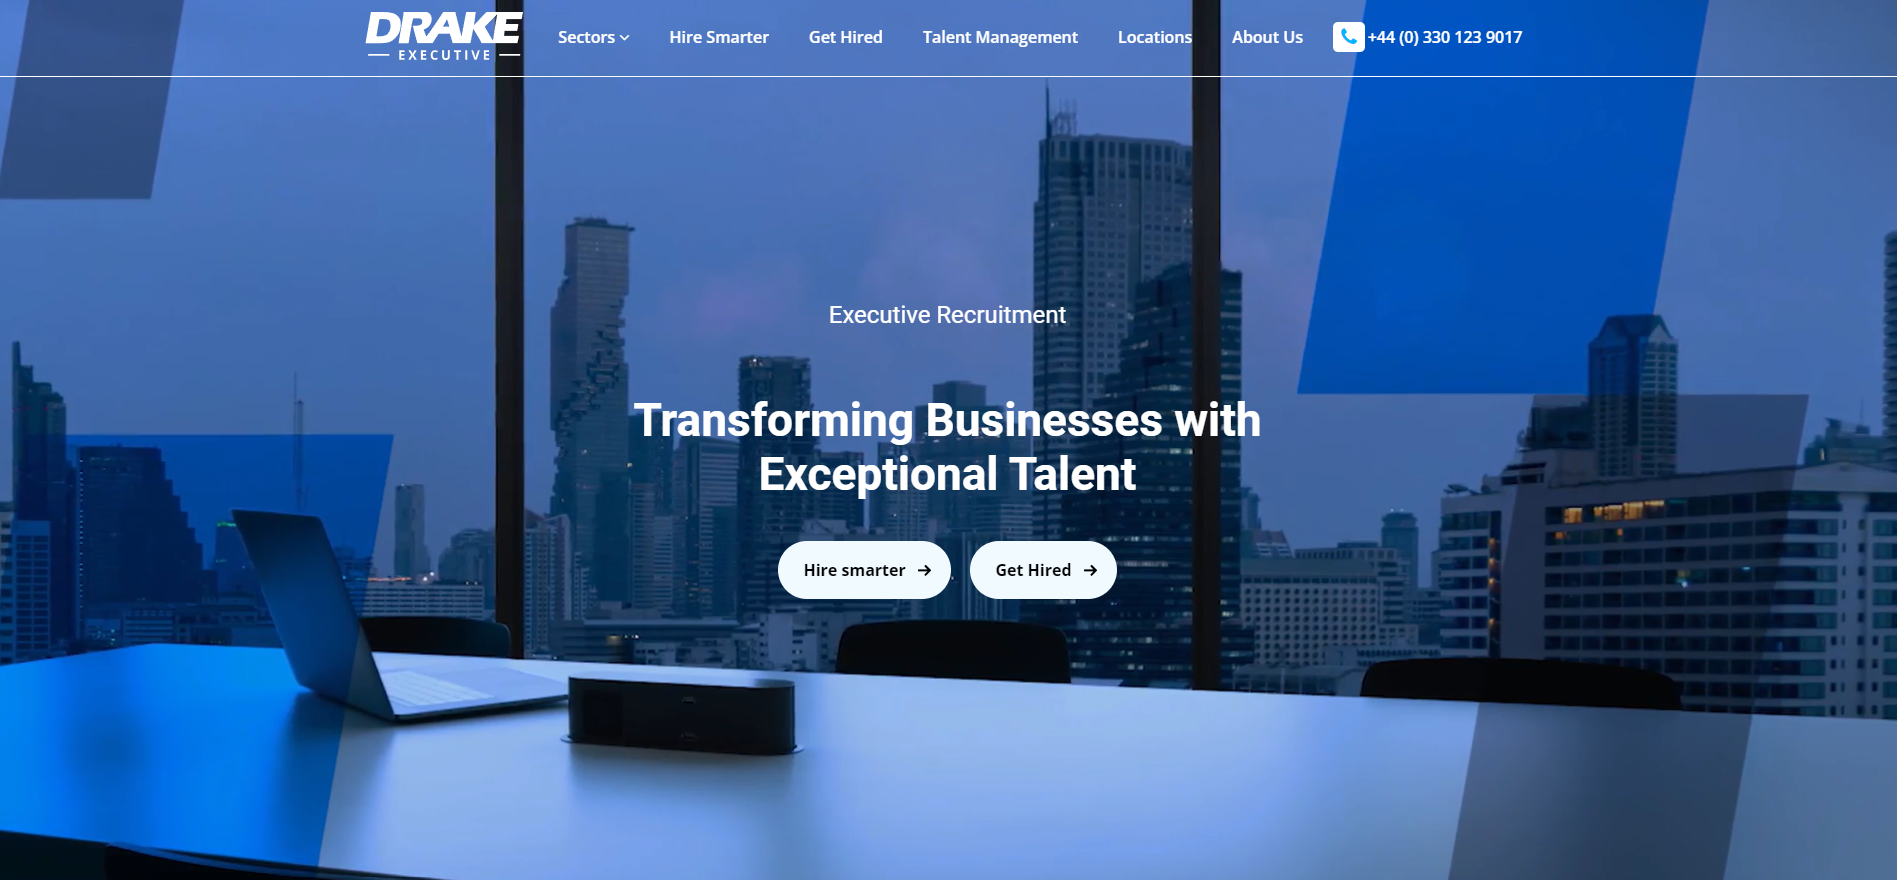 DRAKE
EXECUTIVE
Sectors
Hire Smarter
Get Hired
Talent Management
Locations
About Us
+44 (0) 330 123 9017
Executive Recruitment
Transforming Businesses with
Exceptional Talent
Hire smarter
Get Hired